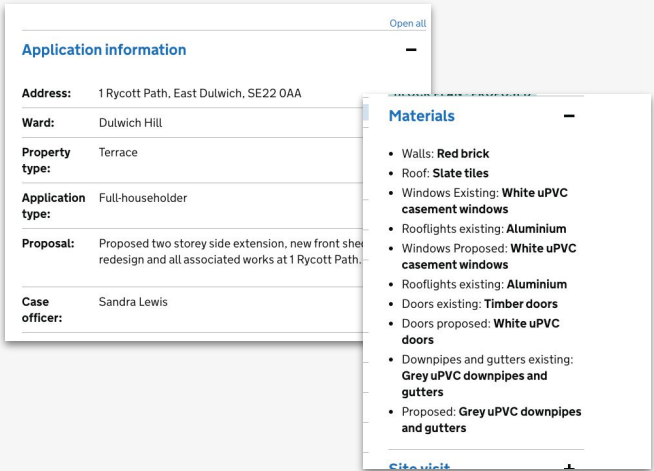 Open all
Application information
Address: 1 Rycott Path, East Dulwich, SE22 0AA
Ward: Dulwich Hill
Property type: Terrace
Application type: Full-householder
Proposal: Proposed two storey side extension, new front
redesign and all associated works at 1 Rycott Path.
Case officer: Sandra Lewis
Materials
Walls: Red brick
Roof: Slate tiles
Windows Existing: White uPVC
casement windows
Rooflights existing: Aluminium
Windows Proposed: White uPVC
casement windows
Rooflights existing: Aluminium
Doors existing: Timber doors
Doors proposed: White uPVC
doors
Downpipes and gutters existing:
Grey uPVC downpipes and
gutters
Proposed: Grey uPVC downpipes
and gutters
Site visit